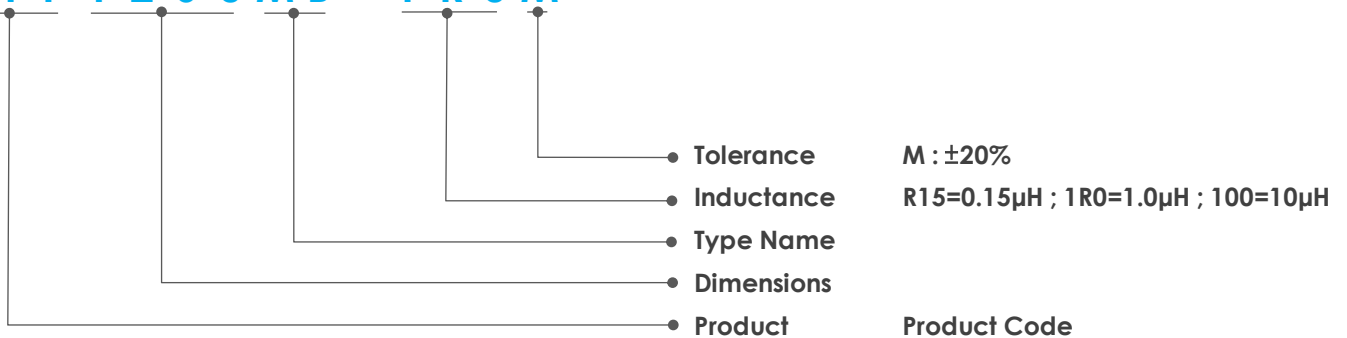 Tolerance M : ±20%
Inductance R15=0.15µH ; 1R0=1.0µH ; 100=10µH
Type Name
Dimensions
Product Product Code